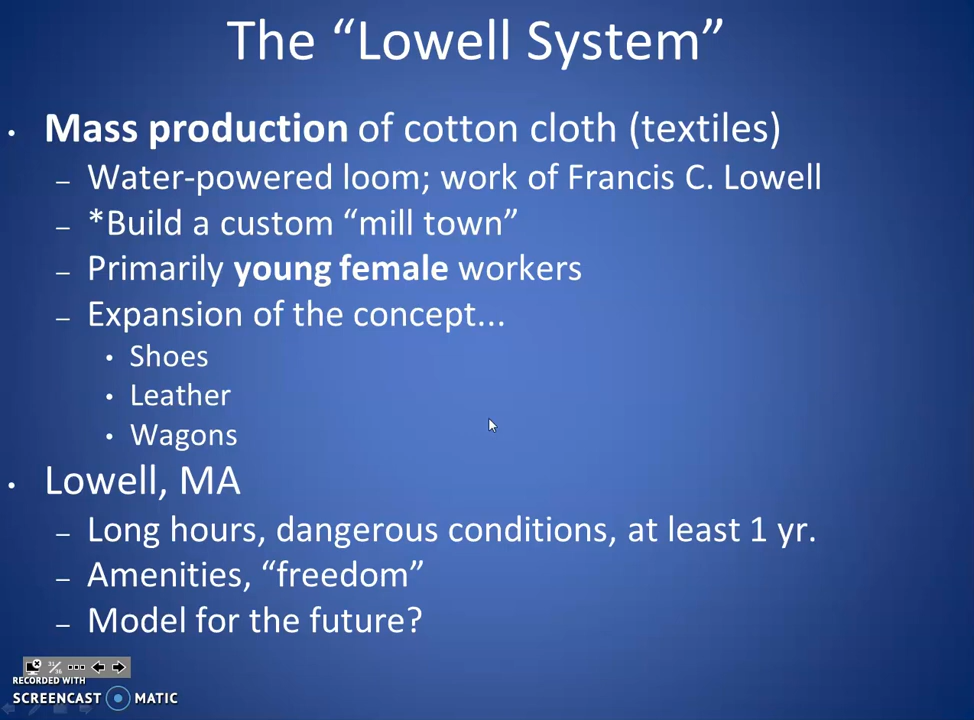 The “Lowell System”
• Mass production of cotton cloth (textiles)
– Water-powered loom; work of Francis C. Lowell
– *Build a custom “mill town”
– Primarily young female workers
– Expansion of the concept...
• Shoes
• Leather
• Wagons
• Lowell, MA
– Long hours, dangerous conditions, at least 1 yr.
– Amenities, “freedom”
– Model for the future?
RECORDED WITH
SCREENCAST MATIC